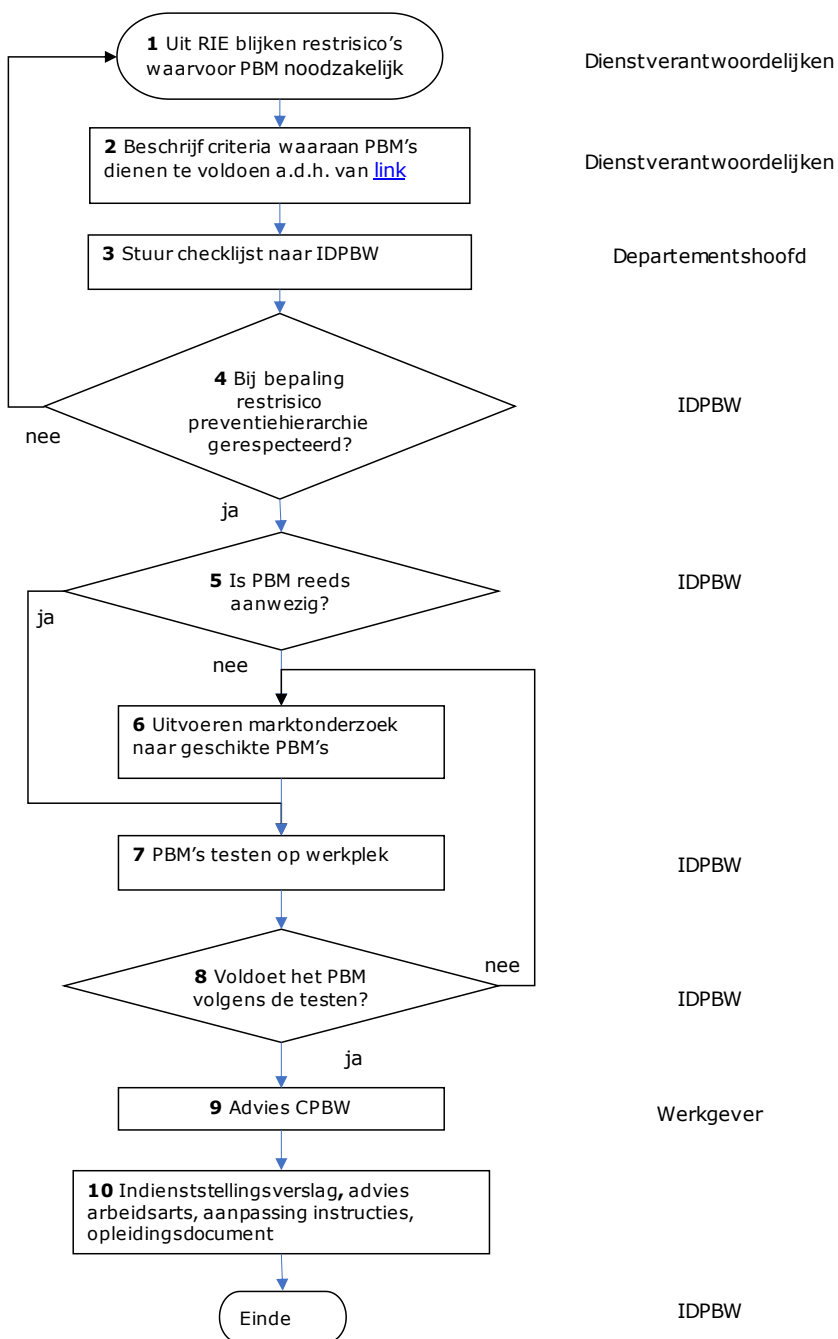 1 Uit RIE blijken restrisico's
waarvoor PBM noodzakelijk
Dienstverantwoordelijken
2 Beschrijf criteria waaraan PBM's
dienen te voldoen a.d.h. van link
Dienstverantwoordelijken
3 Stuur checklijst naar IDPBW
Departementshoofd
4 Bij bepaling
restrisico
preventiehierarchie
gerespecteerd?
IDPBW
nee
ja
5 Is PBM reeds
aanwezig?
IDPBW
ja
nee
6 Uitvoeren marktonderzoek
naar geschikte PBM's
7 PBM's testen op werkplek
IDPBW
8 Voldoet het PBM
volgens de testen?
nee
IDPBW
ja
9 Advies CPBW
Werkgever
10 Indienststellingsverslag, advies
arbeidsarts, aanpassing instructies,
opleidingsdocument
Einde
IDPBW